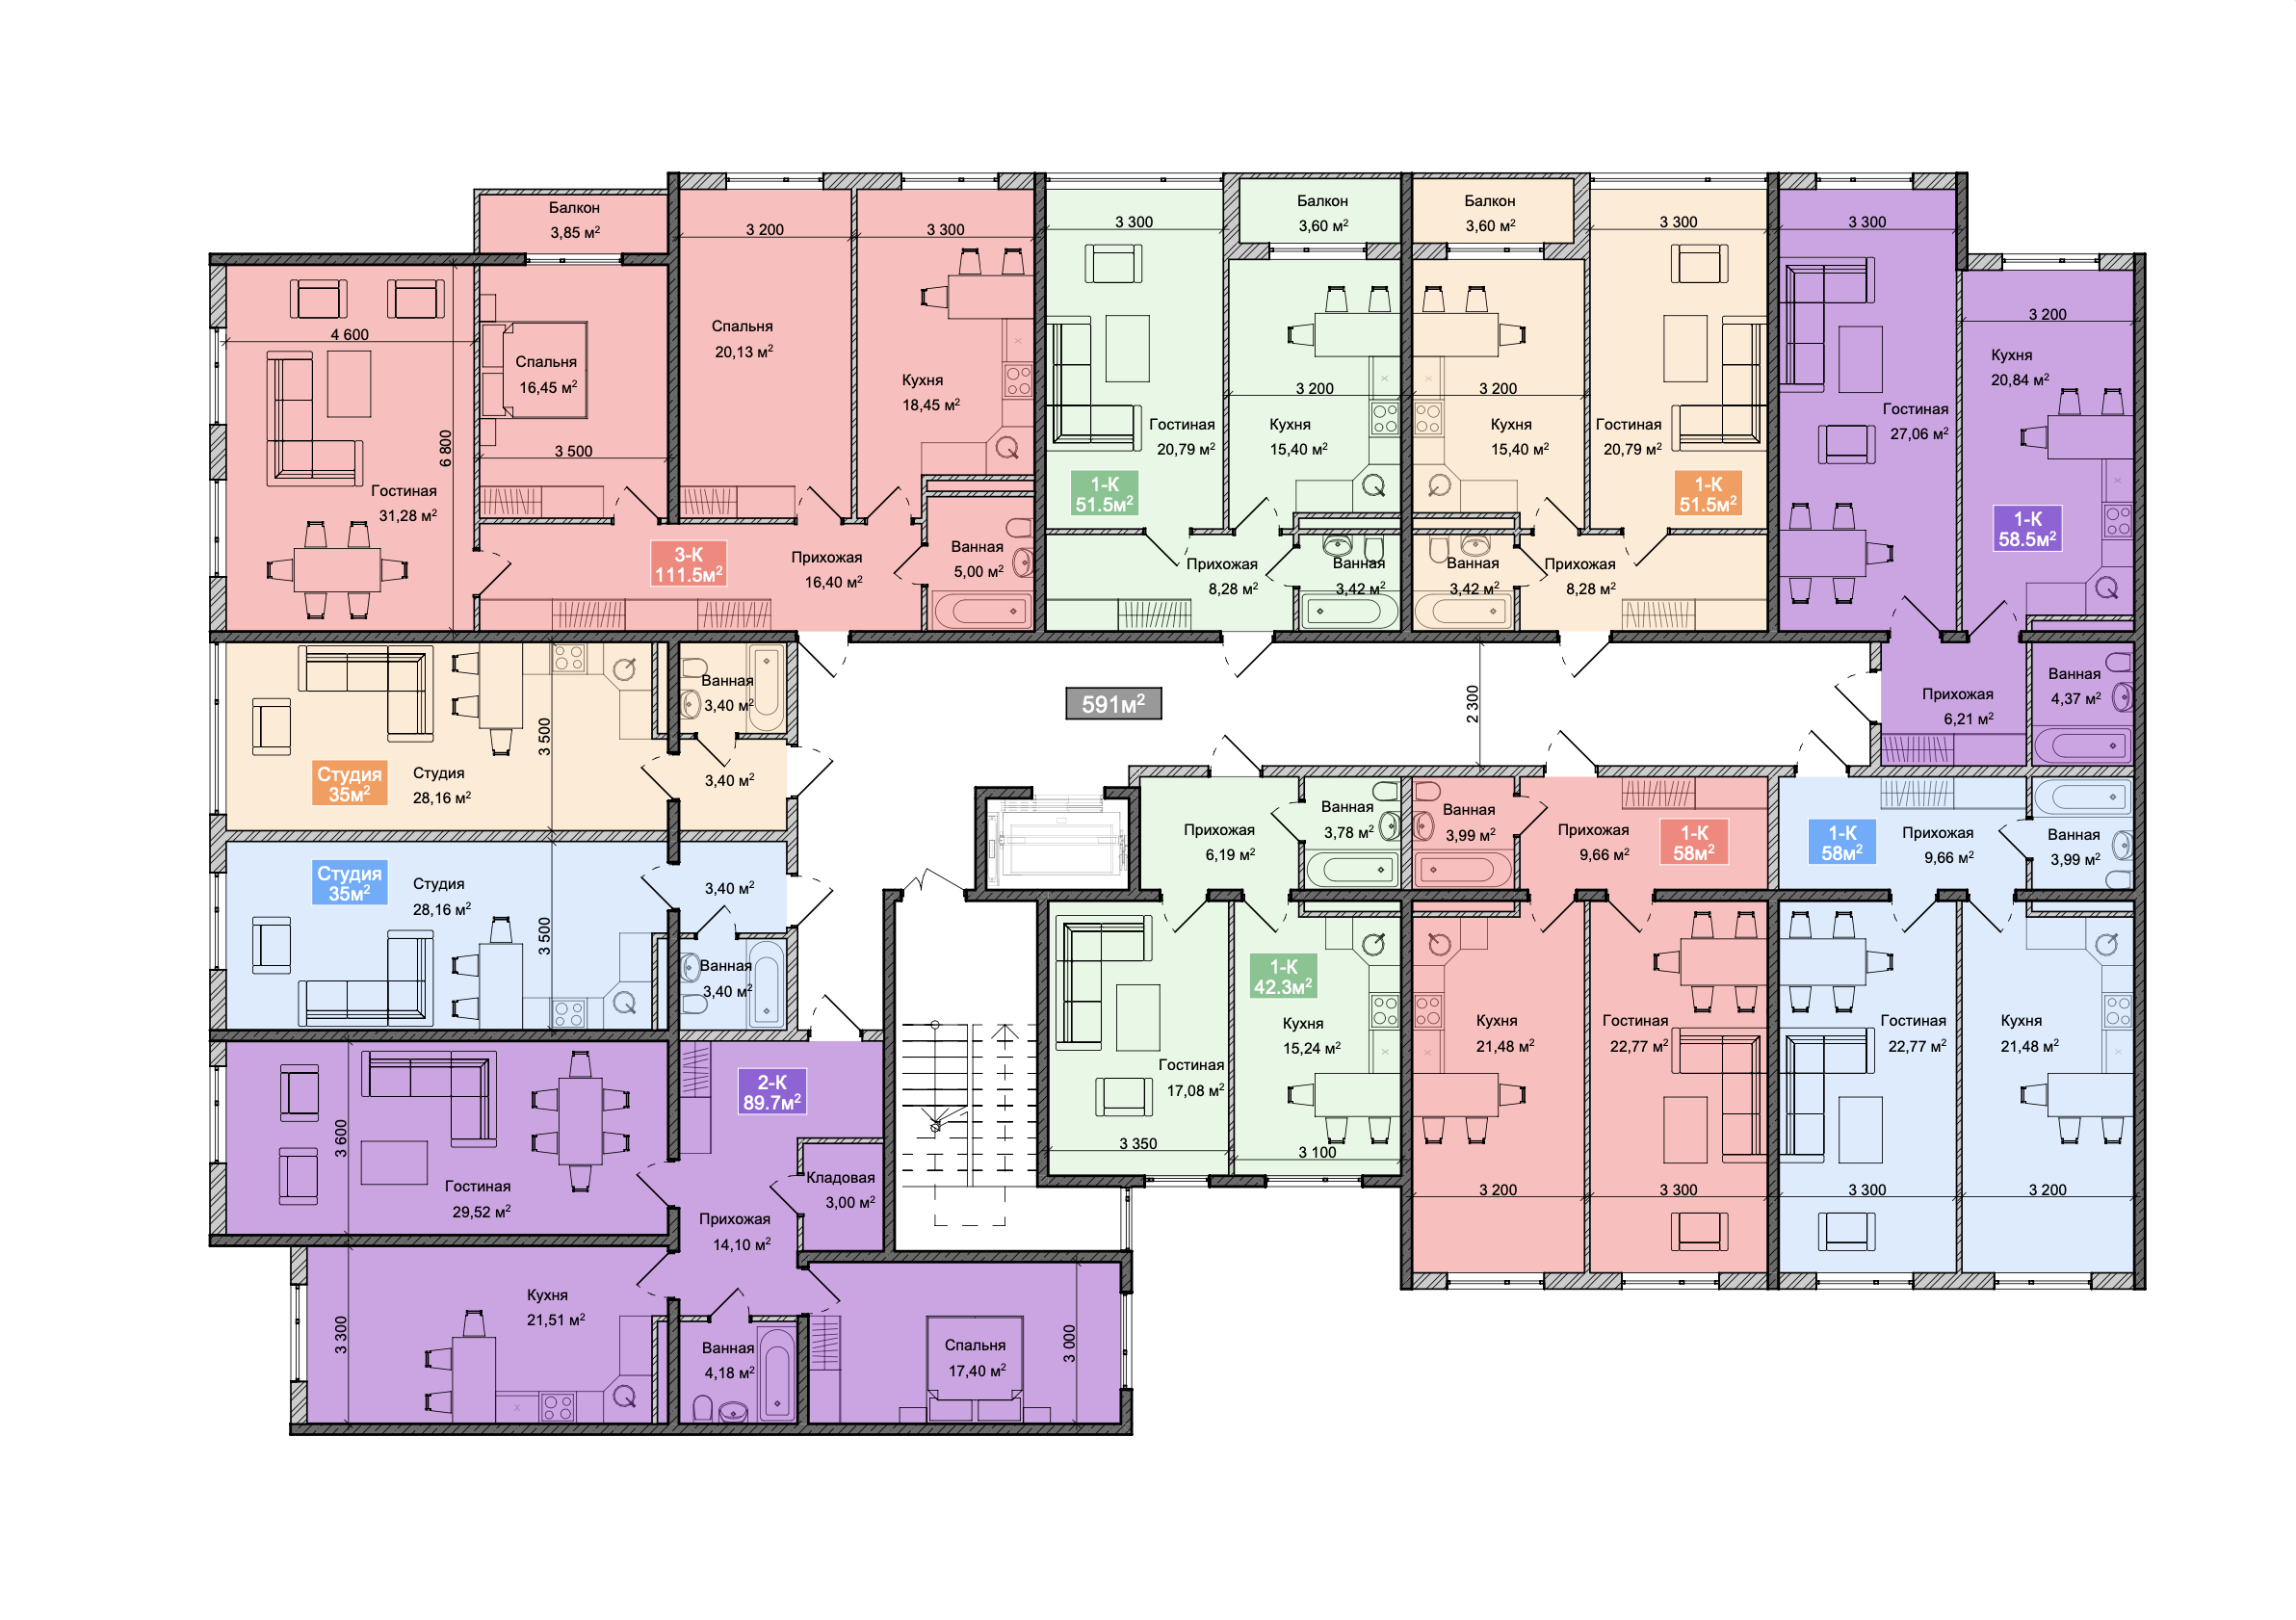 Балкон
3,85 м²
3 200
3 300
3 300
Балкон
3,60 м²
Балкон
3,60 м²
3 300
3 300
4 600
Спальня
16,45 м²
3 500
6 800
Гостиная
31,28 м²
Спальня
20,13 м²
Кухня
18,45 м²
3-К
111.5м²
Прихожая
16,40 м²
Ванная
5,00 м²
Гостиная
20,79 м²
1-К
51.5м²
3 200
Кухня
15,40 м²
Прихожая
8,28 м²
Ванная
3,42 м²
3 200
Кухня
15,40 м²
Гостиная
20,79 м²
1-К
51.5м²
Ванная
3,42 м²
Прихожая
8,28 м²
3 200
Кухня
20,84 м²
Гостиная
27,06 м²
1-К
58.5м²
Прихожая
6,21 м²
Ванная
4,37 м²
591м²
2 300
Ванная
3,40 м²
3 500
Студия
35м²
Студия
28,16 м²
3,40 м²
Студия
35м²
Студия
28,16 м²
3,40 м²
3 500
Ванная
3,40 м²
Прихожая
6,19 м²
Ванная
3,78 м²
Ванная
3,99 м²
Прихожая
9,66 м²
1-К
58м²
1-К
58м²
Прихожая
9,66 м²
Ванная
3,99 м²
1-К
42.3м²
Кухня
15,24 м²
Гостиная
17,08 м²
3 350
3 100
Кухня
21,48 м²
Гостиная
22,77 м²
3 200
3 300
Гостиная
22,77 м²
Кухня
21,48 м²
3 300
3 200
2-К
89.7м²
3 600
Гостиная
29,52 м²
Кладовая
3,00 м²
Прихожая
14,10 м²
Кухня
21,51 м²
3 300
Ванная
4,18 м²
Спальня
17,40 м²
3 000